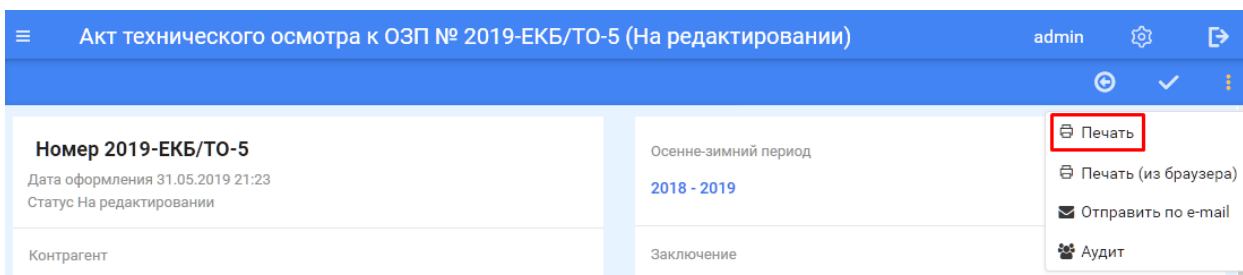 Акт технического осмотра к ОЗП № 2019-ЕКБ/ТО-5 (На редактировании) admin
Номер 2019-ЕКБ/ТО-5
Дата оформления 31.05.2019 21:23
Статус На редактировании
Контрагент
Осенне-зимний период
2018 - 2019
Заключение
Печать
Печать (из браузера)
Отправить по e-mail
Аудит